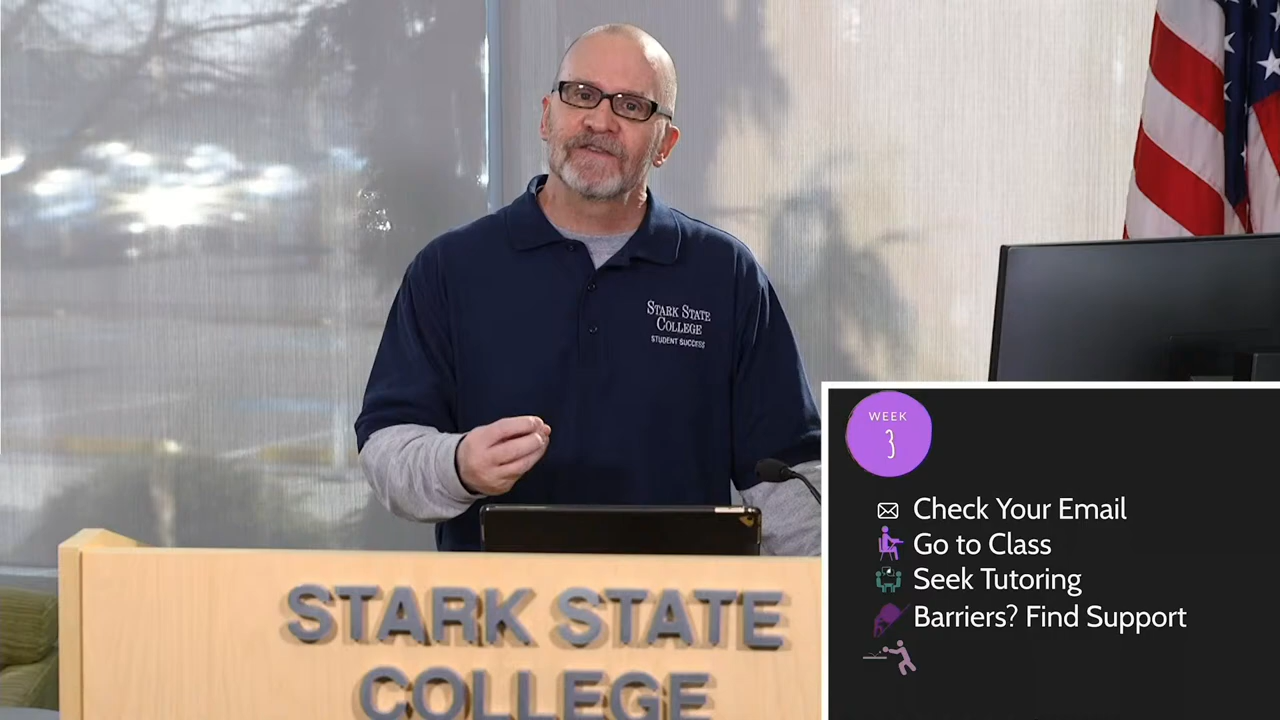 STARK STATE
COLLEGE
STUDENT SUCCESS
WEEK
3
Check Your Email
Go to Class
Seek Tutoring
Barriers? Find Support
STARK STATE
COLLEGE